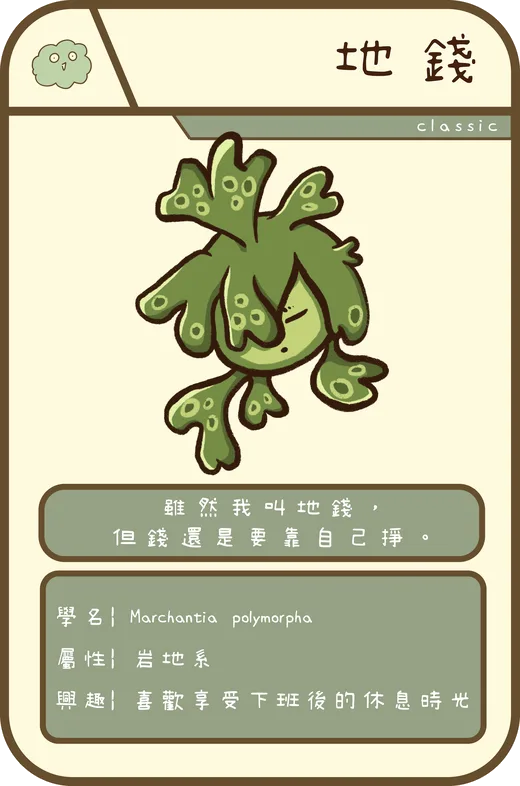 地錢
classic
雖然我叫地錢，
但錢還是要靠自己掙。
學名| Marchantia polymorpha
屬性| 岩地系
興趣| 喜歡享受下班後的休息時光